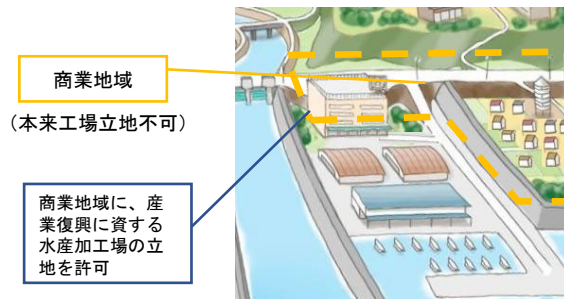 商業地域
（本来工場立地不可）
商業地域に、産
業復興に資する
水産加工場の立
地を許可